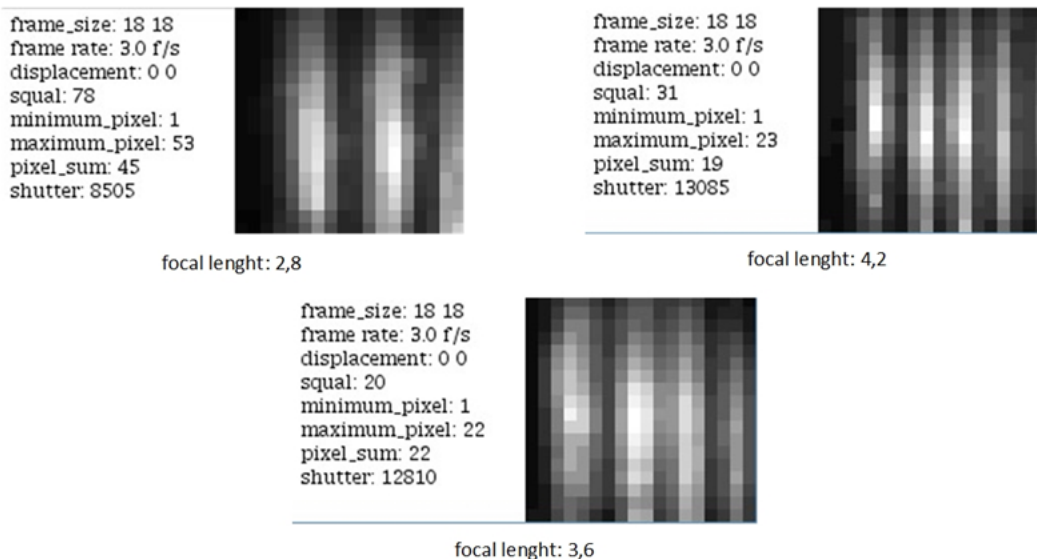 frame_size: 18 18
frame rate: 3.0 f/s
displacement: 0 0
squal: 78
minimum_pixel: 1
maximum_pixel: 53
pixel_sum: 45
shutter: 8505
focal lenght: 2,8
frame_size: 18 18
frame rate: 3.0 f/s
displacement: 0 0
squal: 31
minimum_pixel: 1
maximum_pixel: 23
pixel_sum: 19
shutter: 13085
focal lenght: 4,2
frame_size: 18 18
frame rate: 3.0 f/s
displacement: 0 0
squal: 20
minimum_pixel: 1
maximum_pixel: 22
pixel_sum: 22
shutter: 12810
focal lenght: 3,6